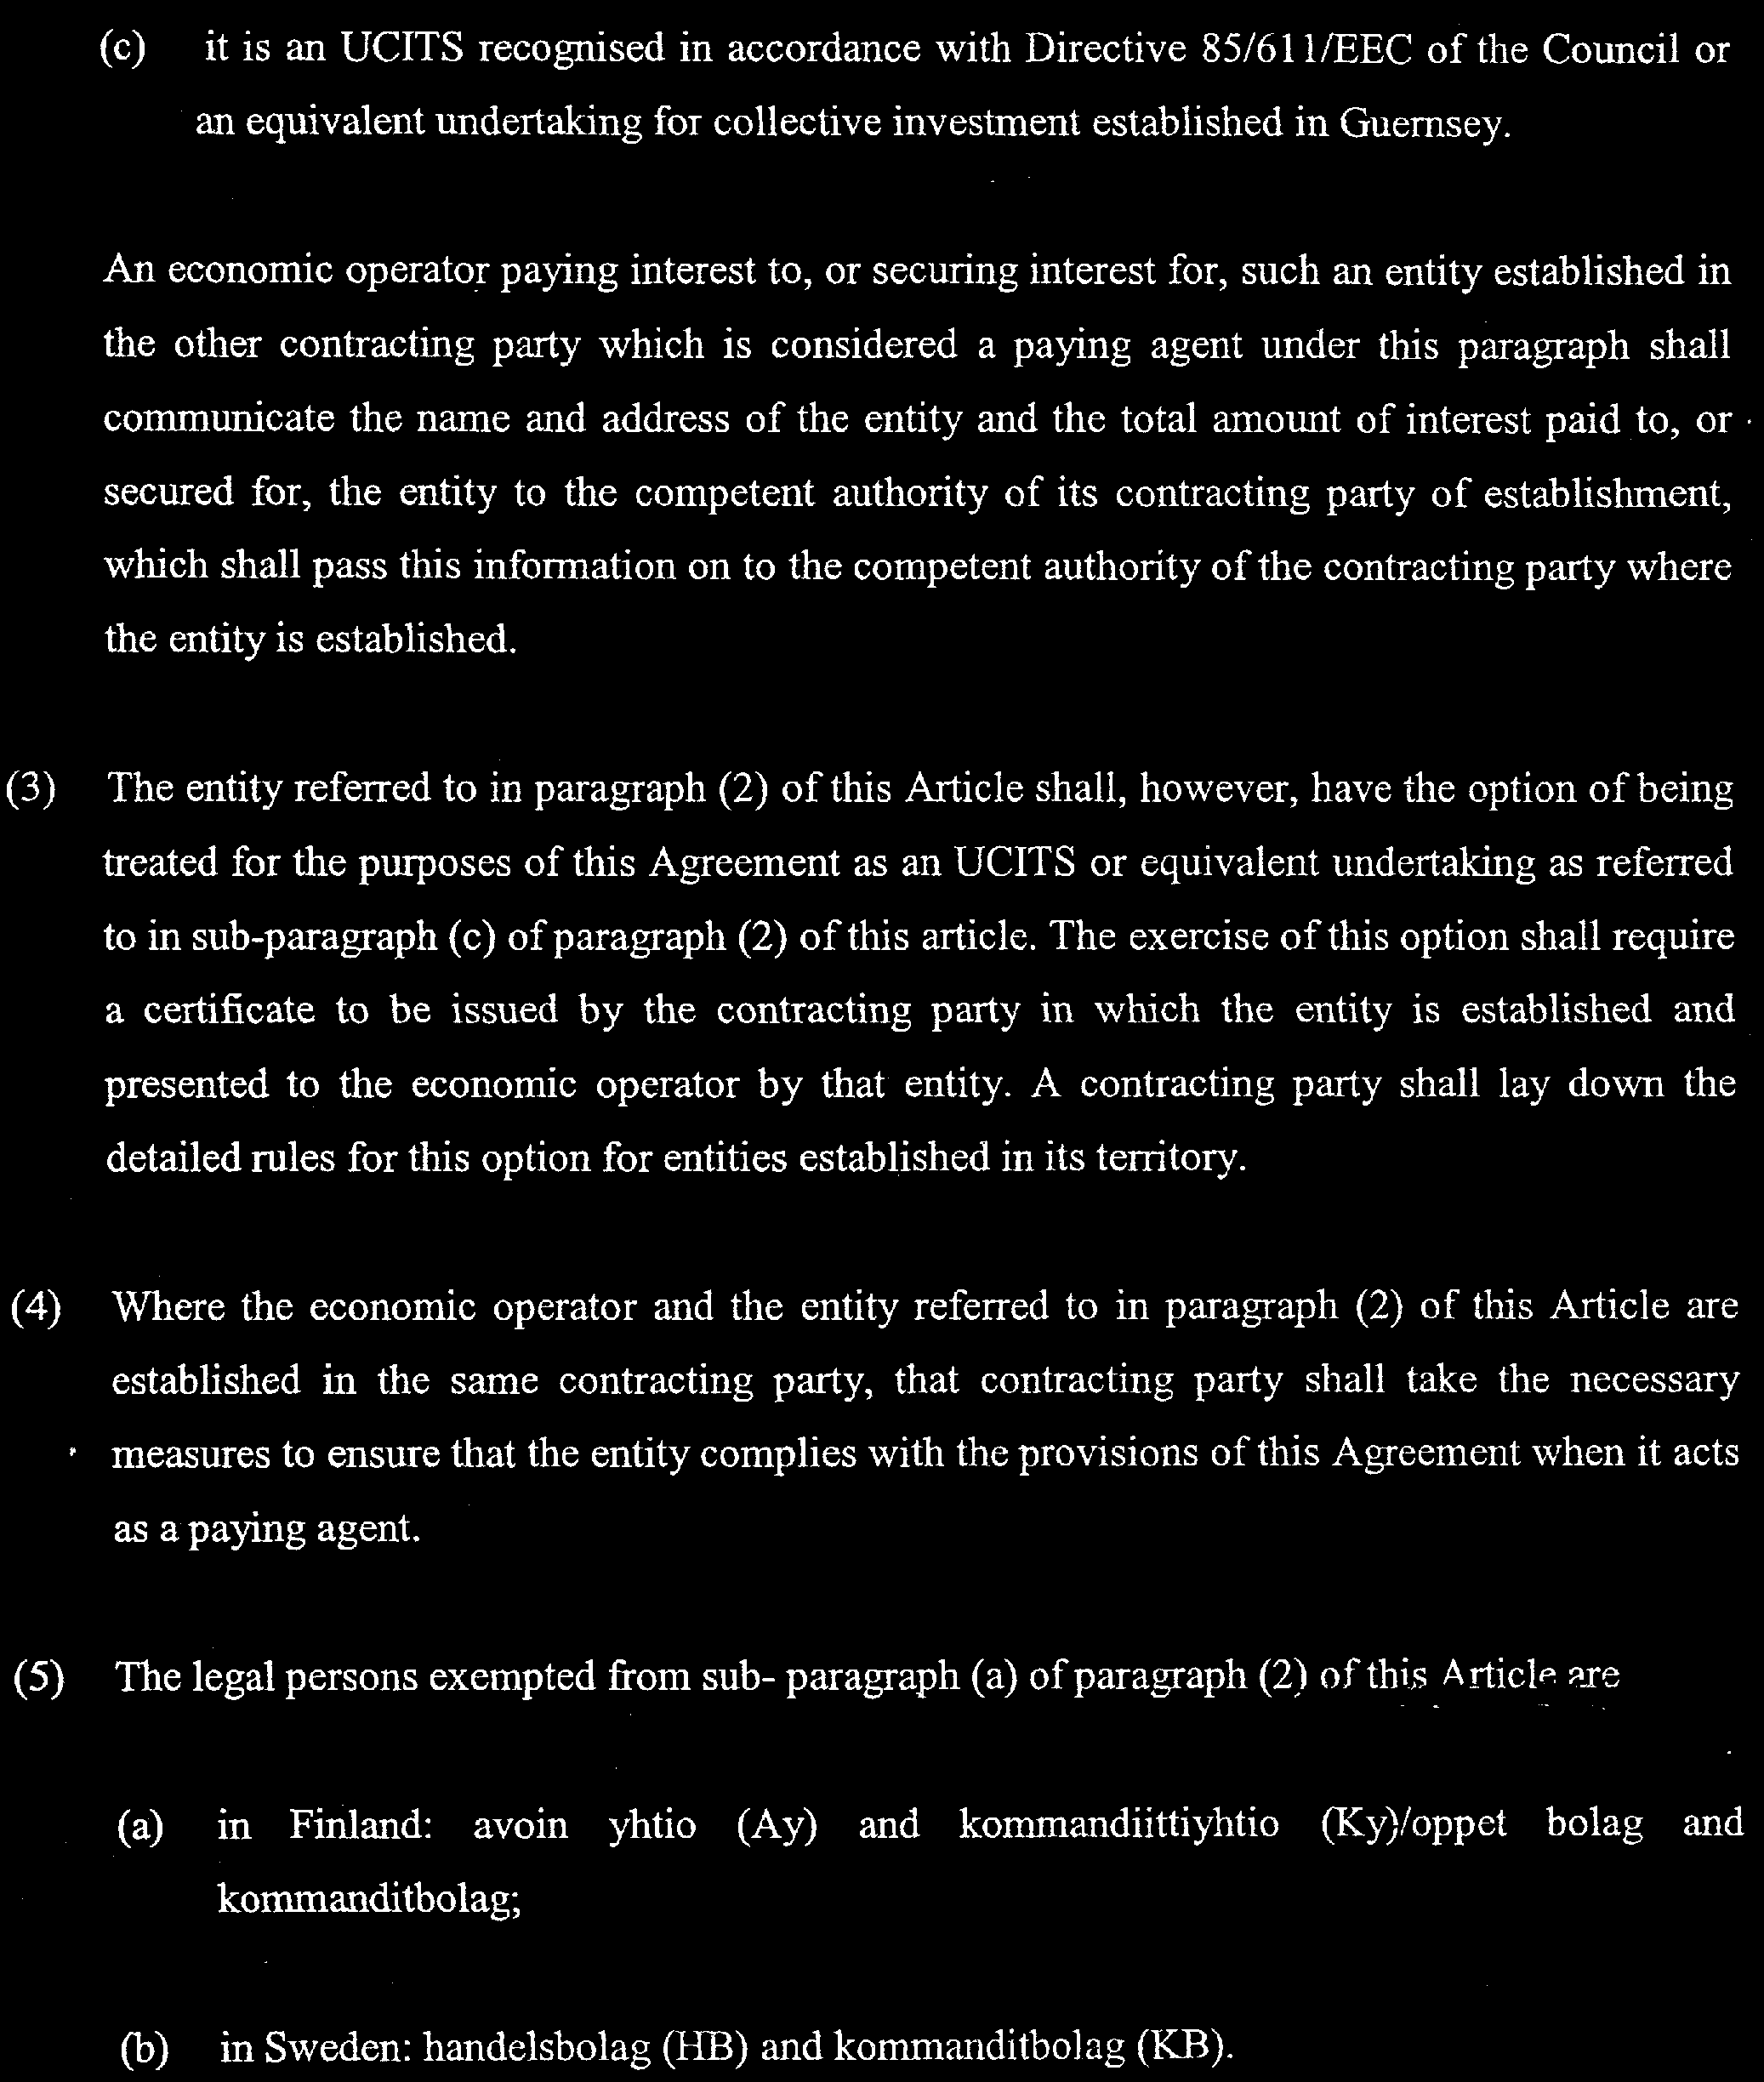 (c) it is an UCITS recognised in accordance with Directive 85/611/EEC of the Council or
an equivalent undertaking for collective investment established in Guernsey.
An economic operator paying interest to, or securing interest for, such an entity established in
the other contracting party which is considered a paying agent under this paragraph shall
communicate the name and address of the entity and the total amount of interest paid to, or
secured for, the entity to the competent authority of its contracting party of establishment,
which shall pass this information on to the competent authority of the contracting party where
the entity is established.
(3) The entity referred to in paragraph (2) of this Article shall, however, have the option of being
treated for the purposes of this Agreement as an UCITS or equivalent undertaking as referred
to in sub-paragraph (c) of paragraph (2) of this article. The exercise of this option shall require
a certificate to be issued by the contracting party in which the entity is established and
presented to the economic operator by that entity. A contracting party shall lay down the
detailed rules for this option for entities established in its territory.
(4) Where the economic operator and the entity referred to in paragraph (2) of this Article are
established in the same contracting party, that contracting party shall take the necessary
measures to ensure that the entity complies with the provisions of this Agreement when it acts
as a paying agent.
(5) The legal persons exempted from sub- paragraph (a) of paragraph (2) of this Article are
(a) in Finland: avoin yhtio (Ay) and kommandiittiyhtio (Ky)/oppet bolag and
kommanditbolag;
(b) in Sweden: handelsbolag (HB) and kommanditbolag (KB).